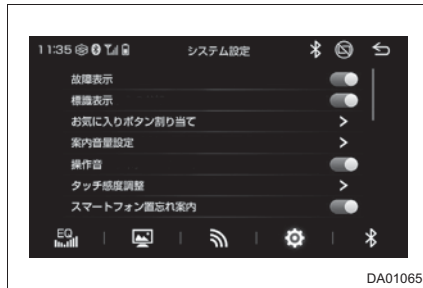 11:35 システム設定
故障表示
標識表示
お気に入りボタン割り当て
案内音量設定
操作音
タッチ感度調整
スマートフォン置忘れ案内
EQ
DA01065